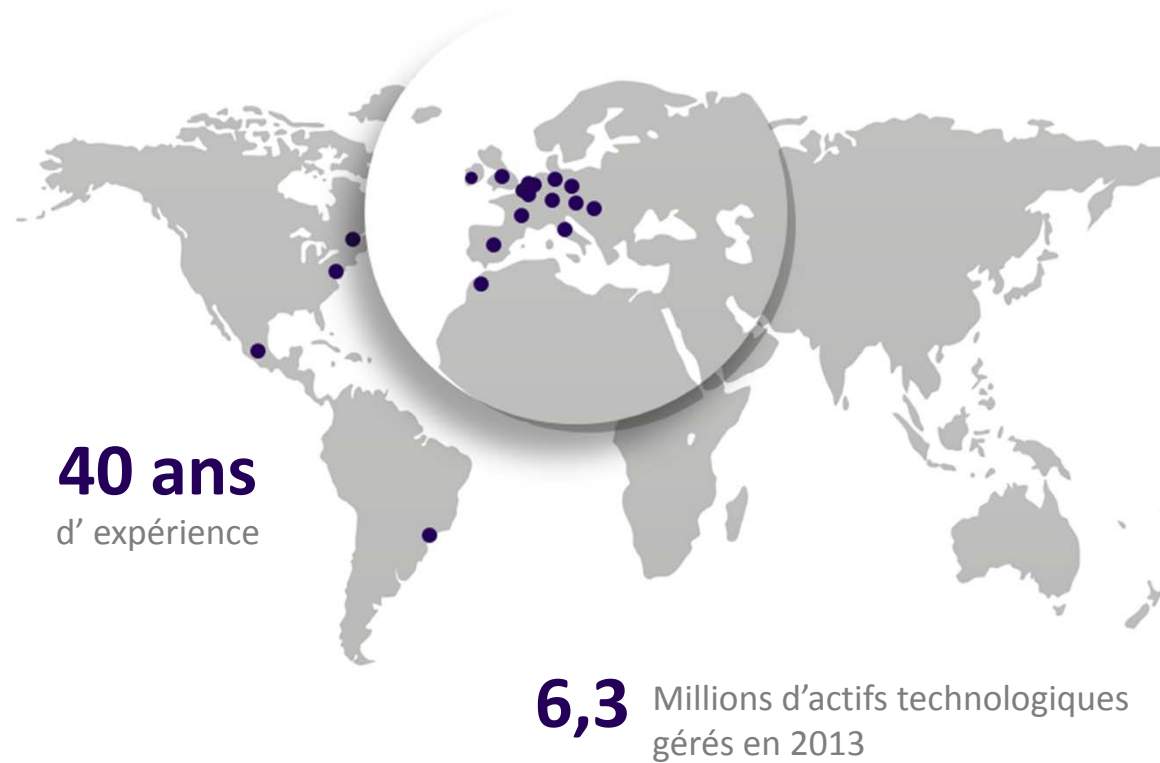 40 ans
d’ expérience
6,3 Millions d’actifs technologiques
gérés en 2013